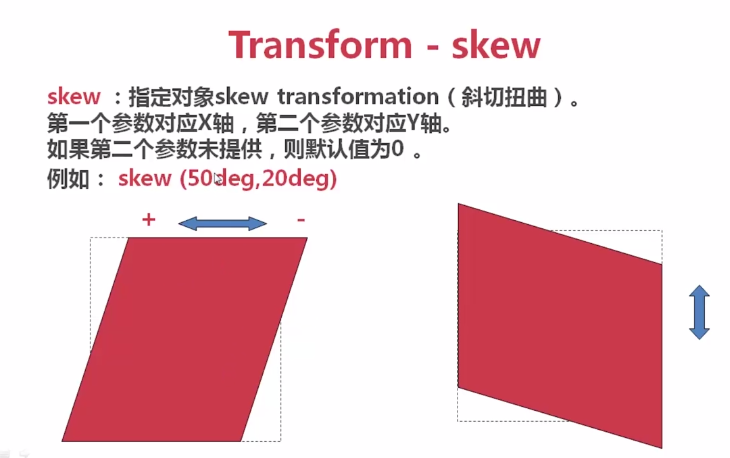 Transform - skew
skew ：指定对象skew transformation（斜切扭曲）。
第一个参数对应X轴，第二个参数对应Y轴。
如果第二个参数未提供，则默认值为0 。
例如： skew (50deg,20deg)
+ -